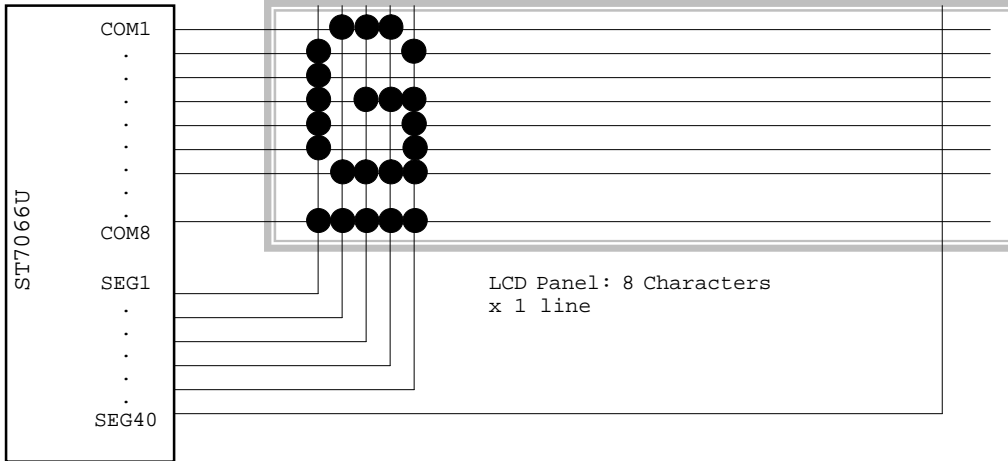 ST7066U
COM1
.
.
.
.
.
.
.
COM8
SEG1
.
.
.
.
.
SEG40
LCD Panel: 8 Characters
x 1 line